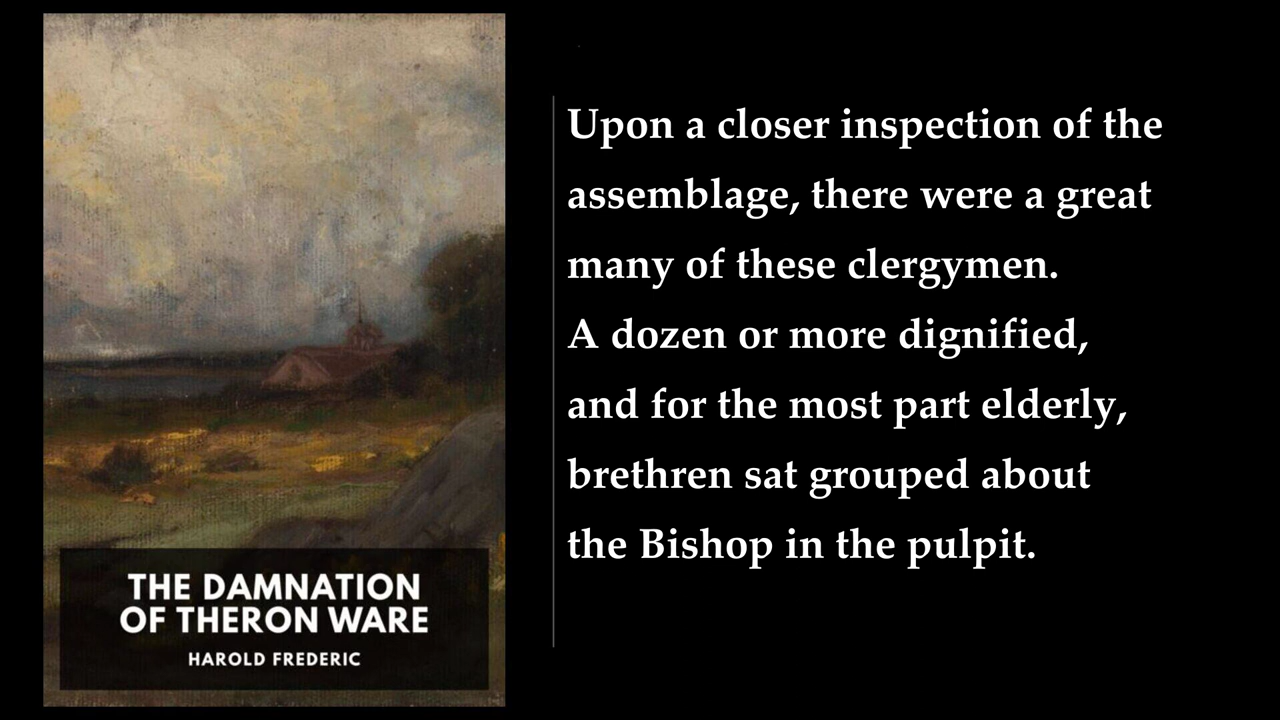 THE DAMNATION
OF THERON WARE
HAROLD FREDERIC
Upon a closer inspection of the
assemblage, there were a great
many of these clergymen.
A dozen or more dignified,
and for the most part elderly,
brethren sat grouped about
the Bishop in the pulpit.